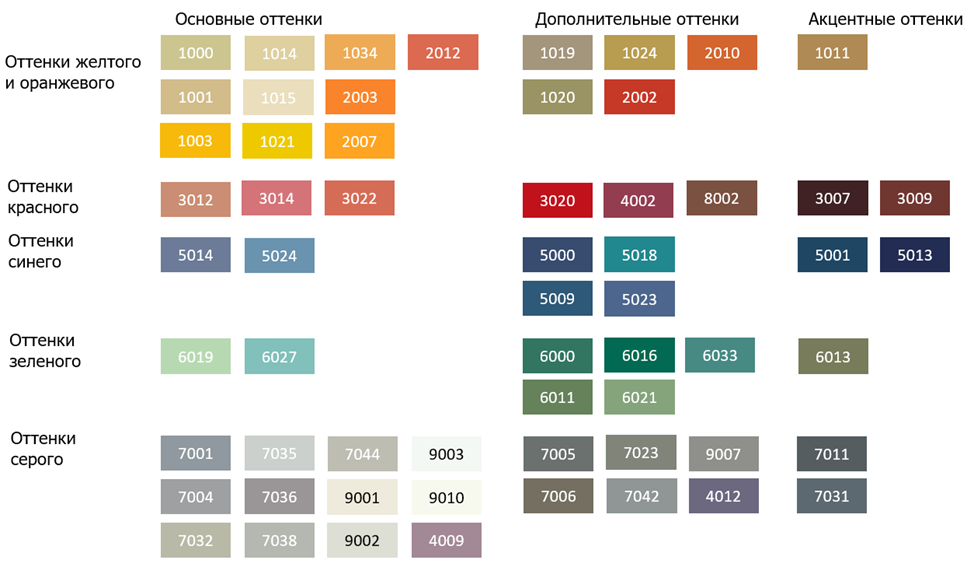 Основные оттенки Дополнительные оттенки Акцентные оттенки
Оттенки желтого
и оранжевого
1000 1014 1034 2012 1019 1024 2010 1011
1001 1015 2003 1020 2002
1003 1021 2007
Оттенки
красного
3012 3014 3022 3020 4002 8002 3007 3009
Оттенки
синего
5014 5024 5000 5018 5001 5013
5009 5023
Оттенки
зеленого
6019 6027 6000 6016 6033 6013
6011 6021
Оттенки
серого
7001 7035 7044 9003 7005 7023 9007 7011
7004 7036 9001 9010 7006 7042 4012 7031
7032 7038 9002 4009